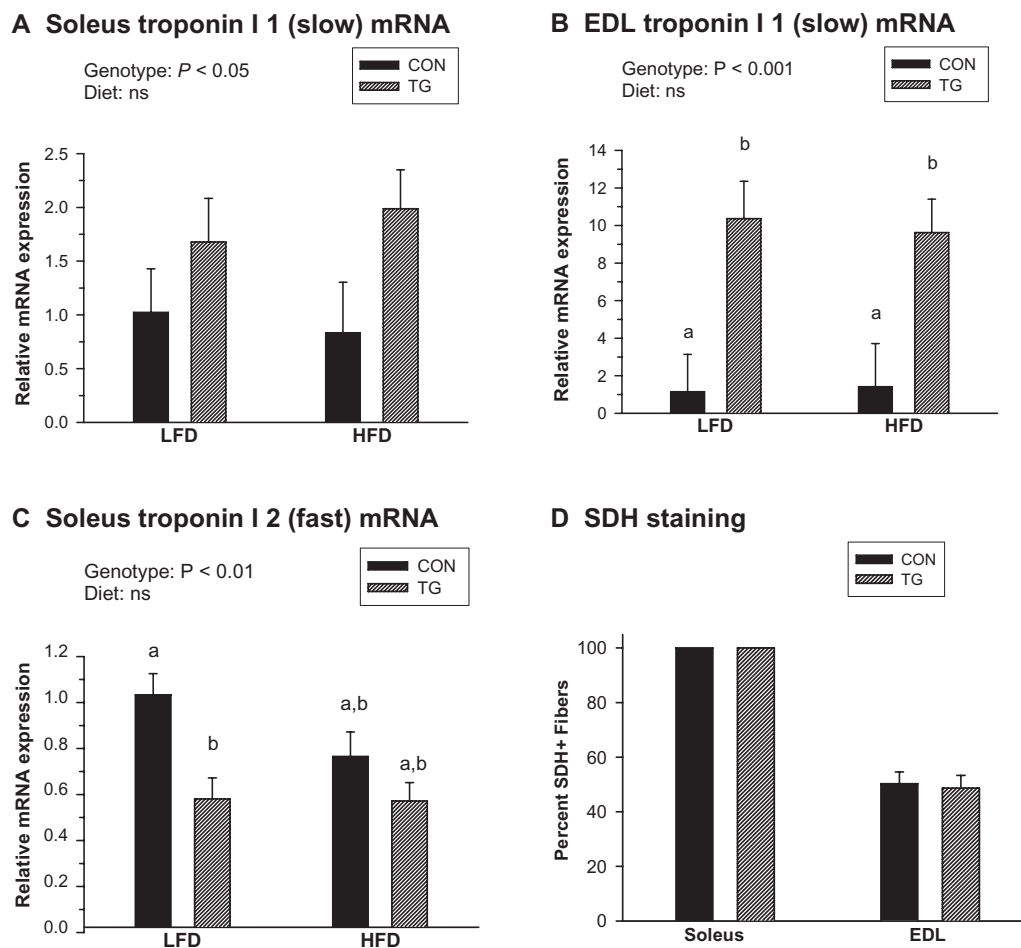 A Soleus troponin I 1 (slow) mRNA
Genotype: P < 0.05
Diet: ns
CON
TG
Relative mRNA expression
2.5
2.0
1.5
1.0
0.5
0.0
LFD
HFD
B EDL troponin I 1 (slow) mRNA
Genotype: P < 0.001
Diet: ns
CON
TG
Relative mRNA expression
14
12
10
8
6
4
2
0
a
b
a
b
LFD
HFD
C Soleus troponin I 2 (fast) mRNA
Genotype: P < 0.01
Diet: ns
CON
TG
Relative mRNA expression
1.2
1.0
0.8
0.6
0.4
0.2
0.0
a
b
a,b
a,b
LFD
HFD
D SDH staining
CON
TG
Percent SDH+ Fibers
100
80
60
40
20
0
Soleus
EDL